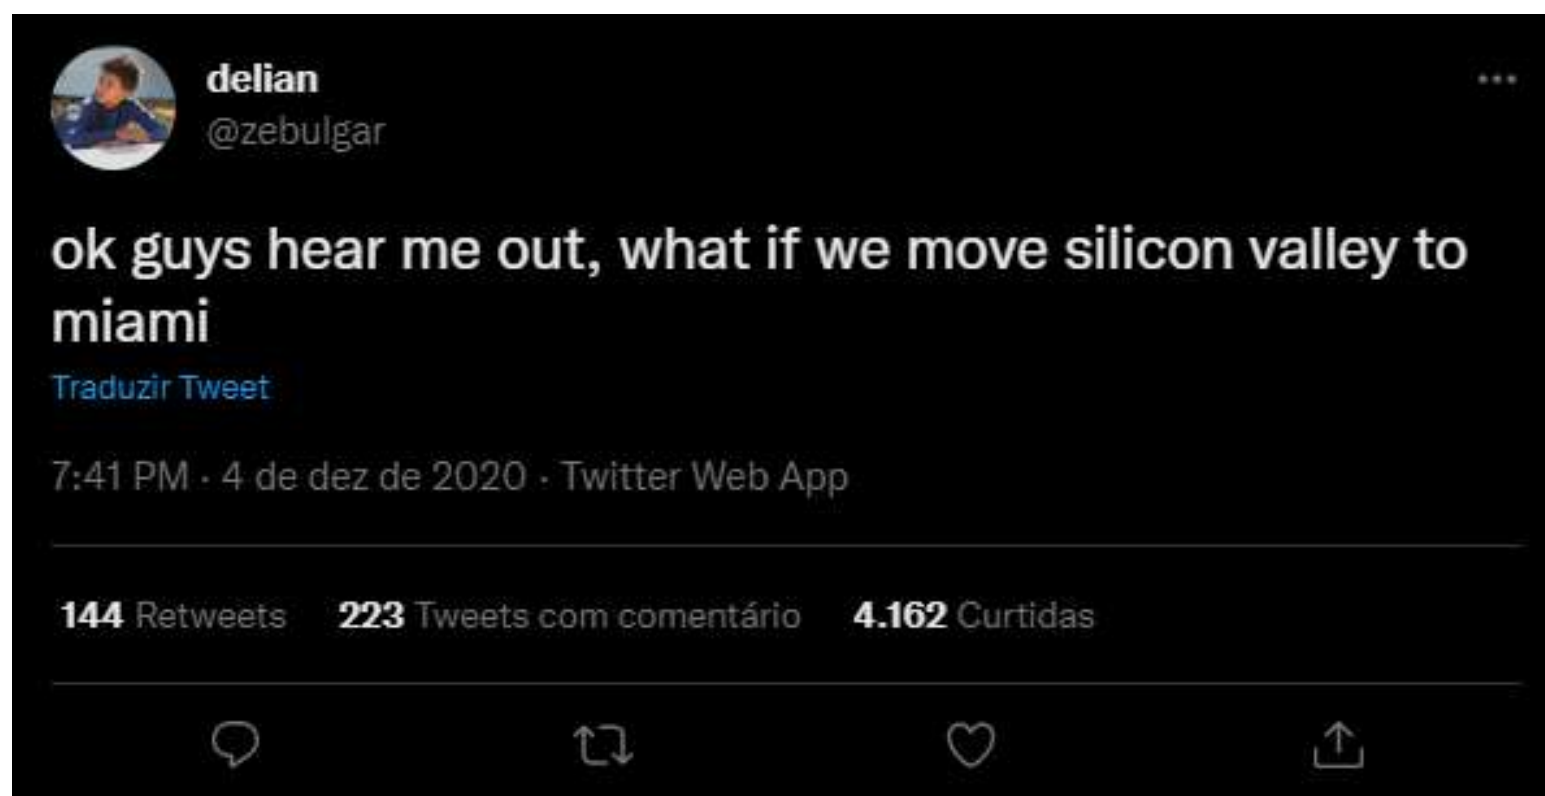 delian
@zebulgar
ok guys hear me out, what if we move silicon valley to
miami
Traduzir Tweet
7:41 PM · 4 de dez de 2020 · Twitter Web App
144 Retweets 223 Tweets com comentário 4.162 Curtidas